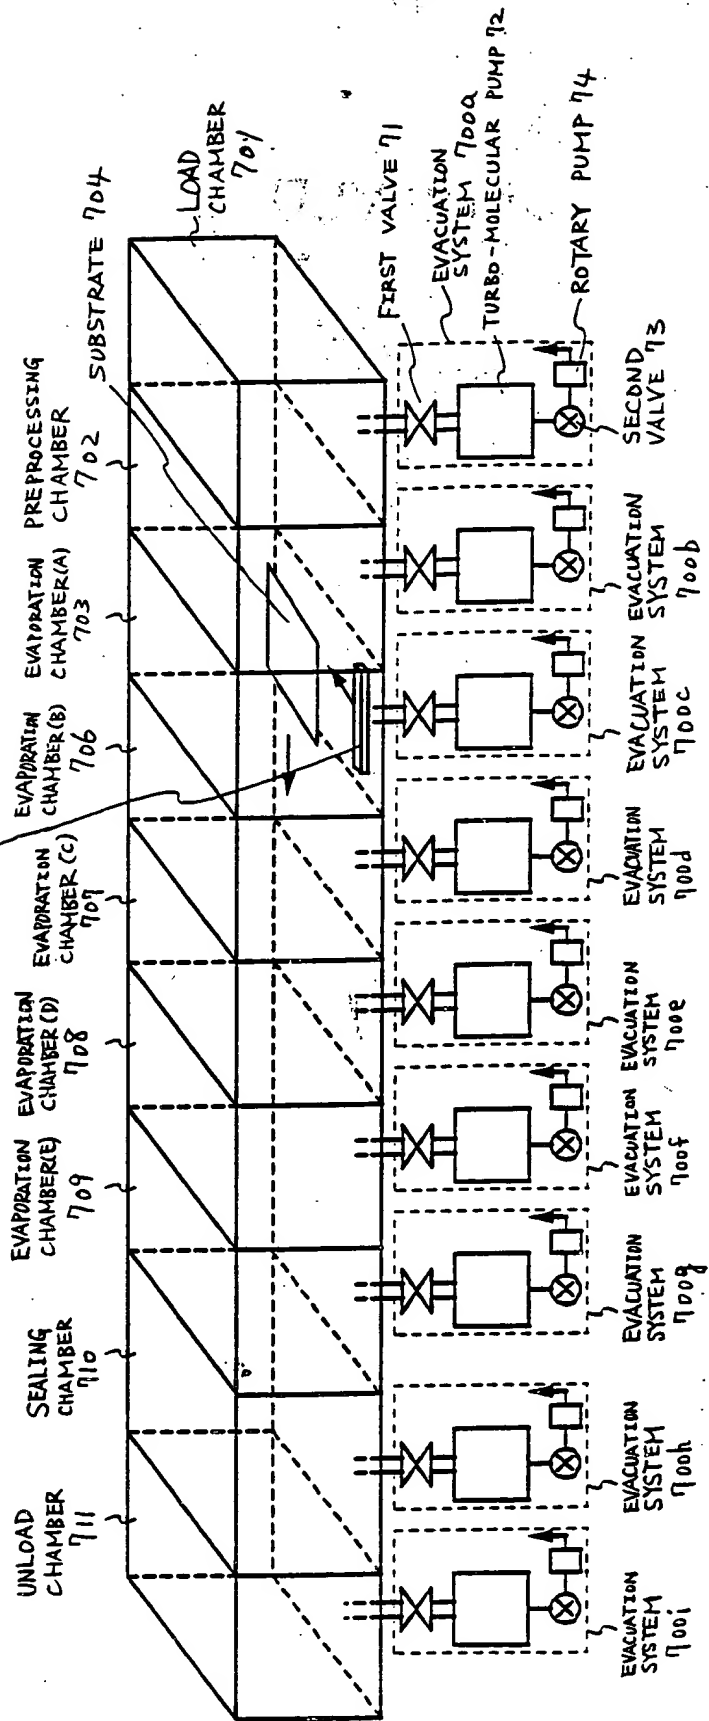 UNLOAD
CHAMBER
711
SEALING
CHAMBER
710
EVAPORATION
CHAMBER(E)
709
EVAPORATION
CHAMBER(D)
708
EVAPORATION
CHAMBER (C)
707
EVAPORATION
CHAMBER(B)
706
EVAPORATION
CHAMBER(A)
703
PREPROCESSING
CHAMBER
702
SUBSTRATE 704
LOAD
CHAMBER
701
FIRST VALVE 71
EVACUATION
SYSTEM 700a
TURBO-MOLECULAR PUMP 72
ROTARY PUMP 74
SECOND
VALVE 73
EVACUATION
SYSTEM
700b
EVACUATION
SYSTEM
700c
EVACUATION
SYSTEM
700d
EVACUATION
SYSTEM
700e
EVACUATION
SYSTEM
700f
EVACUATION
SYSTEM
700g
EVACUATION
SYSTEM
700h
EVACUATION
SYSTEM
700i